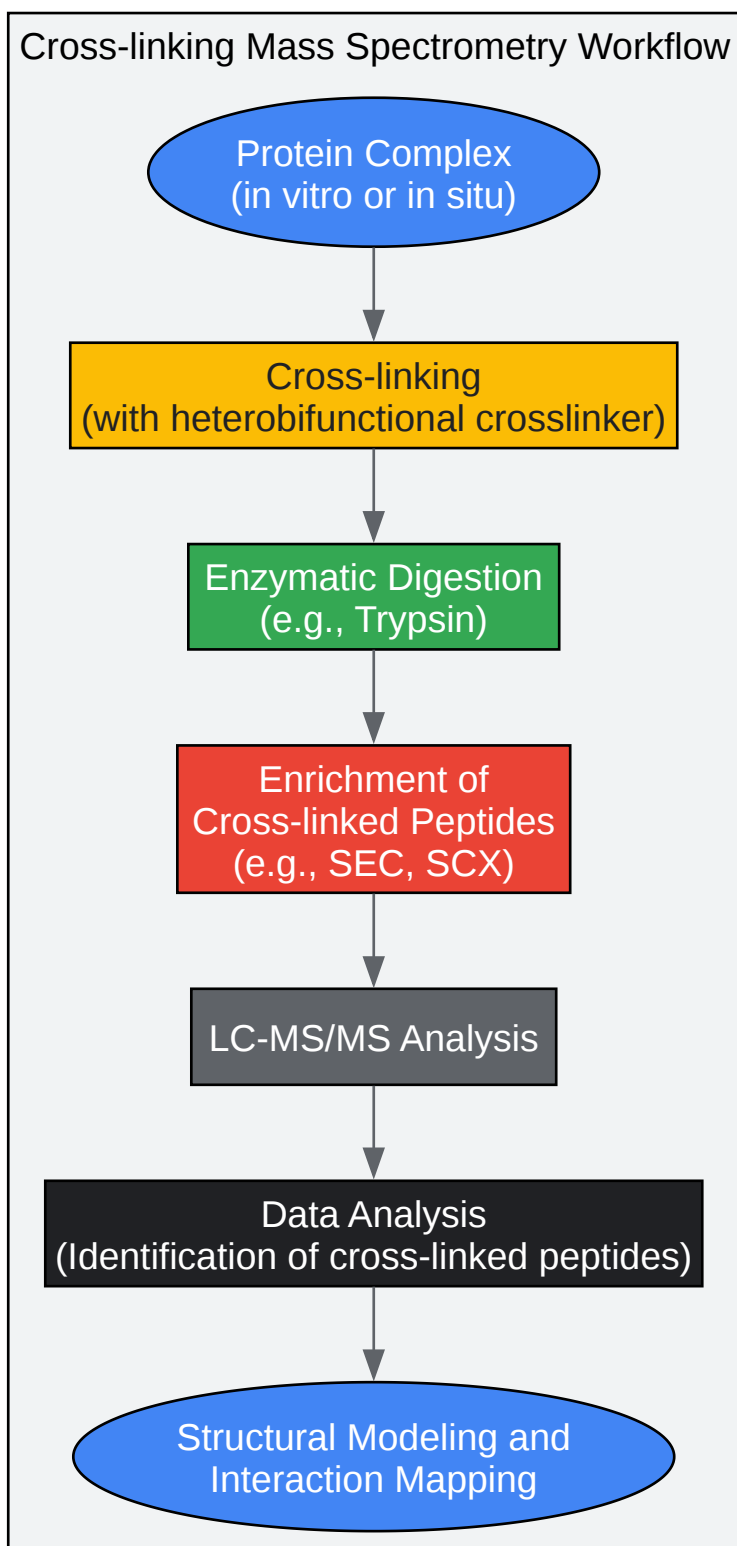 Cross-linking Mass Spectrometry Workflow
Protein Complex
(in vitro or in situ)
Cross-linking
(with heterobifunctional crosslinker)
Enzymatic Digestion
(e.g., Trypsin)
Enrichment of
Cross-linked Peptides
(e.g., SEC, SCX)
LC-MS/MS Analysis
Data Analysis
(Identification of cross-linked peptides)
Structural Modeling and
Interaction Mapping